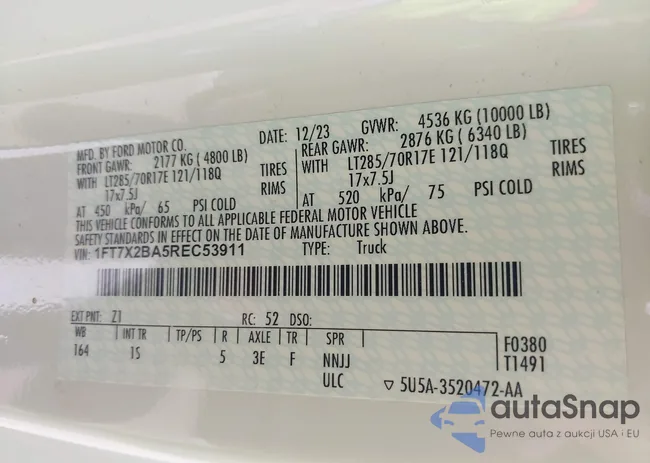 MFD. BY FORD MOTOR CO.
DATE: 12/23 GVWR: 4536 KG (10000 LB)
FRONT GAWR: 2177 KG (4800 LB)
REAR GAWR: 2876 KG (6340 LB)
WITH LT285/70R17E 121/118Q TIRES
WITH LT285/70R17E 121/118Q TIRES
17x7.5J RIMS
17x7.5J RIMS
AT 450 kPa/ 65 PSI COLD
AT 520 kPa/ 75 PSI COLD
THIS VEHICLE CONFORMS TO ALL APPLICABLE FEDERAL MOTOR VEHICLE
SAFETY STANDARDS IN EFFECT ON THE DATE OF MANUFACTURE SHOWN ABOVE.
VIN: 1FT7X2BA5REC53911 TYPE: Truck
EXT PNT: Z1 RC: 52 DSO:
WB INT TR TP/PS R AXLE TR SPR
164 1S 5 3E F NNJJ
ULC
F0380
T1491
▽ 5U5A-3520472-AA
autaSnap
Pewne auta z aukcji USA i EU